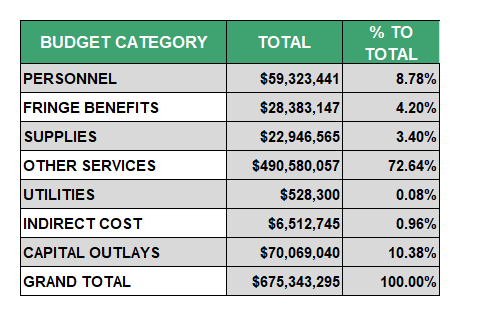 BUDGET CATEGORY TOTAL % TO TOTAL
PERSONNEL $59,323,441 8.78%
FRINGE BENEFITS $28,383,147 4.20%
SUPPLIES $22,946,565 3.40%
OTHER SERVICES $490,580,057 72.64%
UTILITIES $528,300 0.08%
INDIRECT COST $6,512,745 0.96%
CAPITAL OUTLAYS $70,069,040 10.38%
GRAND TOTAL $675,343,295 100.00%